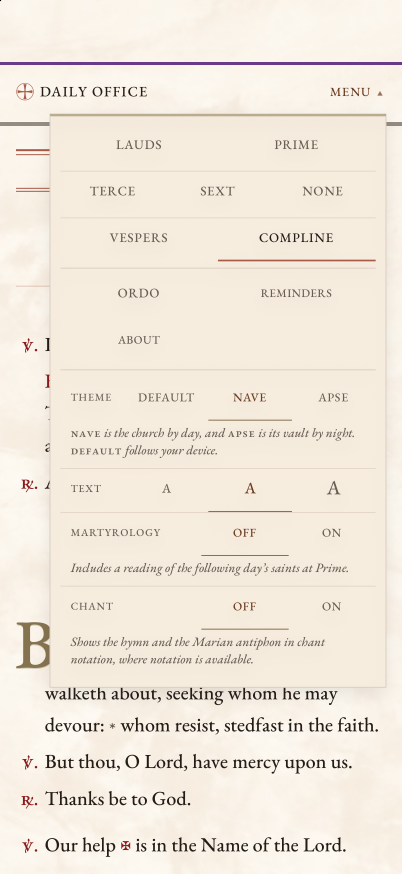 DAILY OFFICE MENU ▲
LAUDS PRIME
TERCE SEXT NONE
VESPERS COMPLINE
ORDO REMINDERS
ABOUT
THEME DEFAULT NAVE APSE
NAVE is the church by day, and APSE is its vault by night.
DEFAULT follows your device.
TEXT A A A
MARTYROLOGY OFF ON
Includes a reading of the following day’s saints at Prime.
CHANT OFF ON
Shows the hymn and the Marian antiphon in chant
notation, where notation is available.
℣.
℟.
B
walketh about, seeking whom he may
devour: * whom resist, stedfast in the faith.
℣. But thou, O Lord, have mercy upon us.
℟. Thanks be to God.
℣. Our help ✠ is in the Name of the Lord.